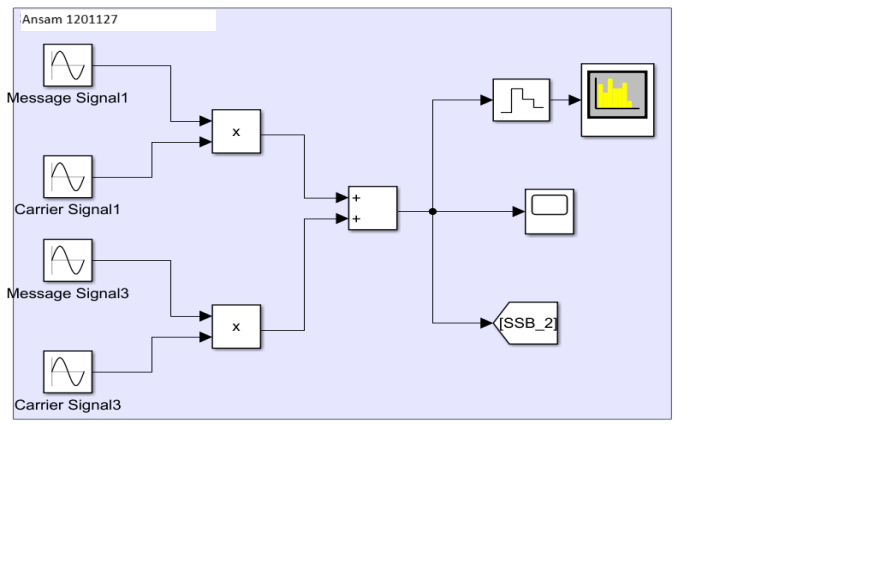 Ansam 1201127
Message Signal1
x
Carrier Signal1
+
+
Message Signal3
x
[SSB_2]
Carrier Signal3